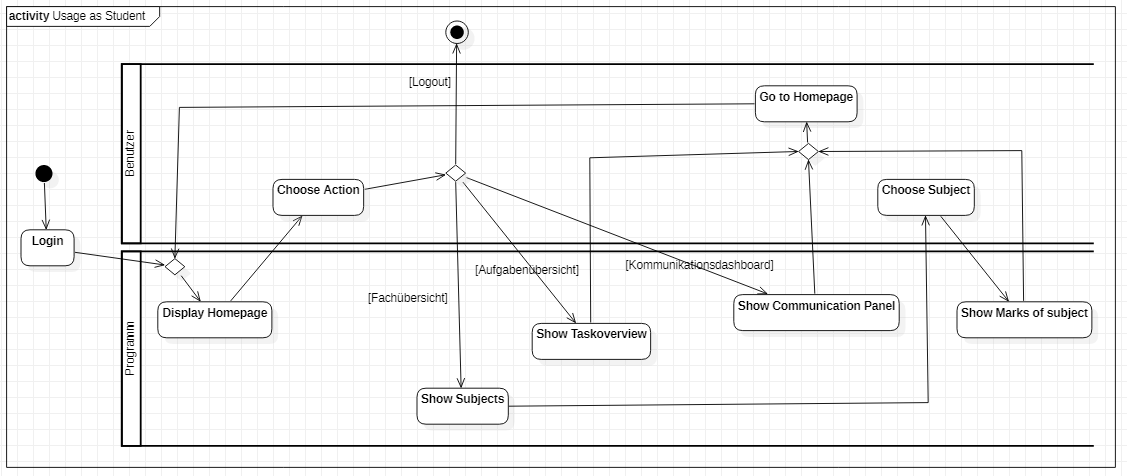 activity Usage as Student
[Logout]
Go to Homepage
Benutzer
Choose Action
Choose Subject
Login
[Aufgabenübersicht]
[Kommunikationsdashboard]
[Fachübersicht]
Display Homepage
Show Communication Panel
Show Marks of subject
Programm
Show Taskoverview
Show Subjects